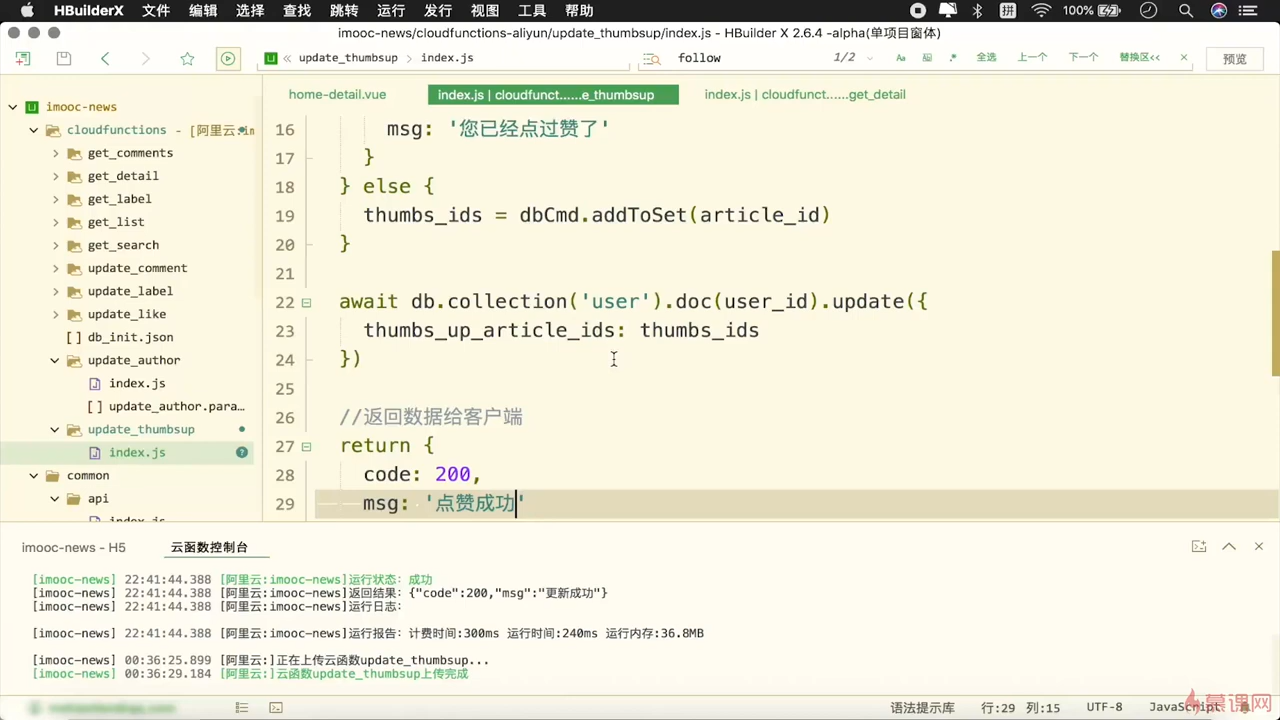 HBuilderX 文件 编辑 选择 查找 跳转 运行 发行 视图 工具 帮助 拼 100%
imooc-news/cloudfunctions-aliyun/update_thumbsup/index.js - HBuilder X 2.6.4 -alpha(单项目窗体)
update_thumbsup index.js follow 1/2 Aa 全选 上一个 下一个 替换区<< 预览
home-detail.vue index.js | cloudfunct......e_thumbsup index.js | cloudfunct......get_detail
imooc-news
cloudfunctions - [阿里云:im
get_comments
get_detail
get_label
get_list
get_search
update_comment
update_label
update_like
[ ] db_init.json
update_author
index.js
[ ] update_author.para...
update_thumbsup
index.js
common
api
index.js
16 msg: '您已经点过赞了'
17 }
18 } else {
19 thumbs_ids = dbCmd.addToSet(article_id)
20 }
21
22 await db.collection('user').doc(user_id).update({
23 thumbs_up_article_ids: thumbs_ids
24 })
25
26 //返回数据给客户端
27 return {
28 code: 200,
29 msg: '点赞成功'
imooc-news - H5 云函数控制台
[imooc-news] 22:41:44.388 [阿里云:imooc-news]运行状态: 成功
[imooc-news] 22:41:44.388 [阿里云:imooc-news]返回结果: {"code":200,"msg":"更新成功"}
[imooc-news] 22:41:44.388 [阿里云:imooc-news]运行日志:
[imooc-news] 22:41:44.388 [阿里云:imooc-news]运行报告: 计费时间:300ms 运行时间:240ms 运行内存:36.8MB
[imooc-news] 00:36:25.899 [阿里云:]正在上传云函数update_thumbsup...
[imooc-news] 00:36:29.184 [阿里云:]云函数update_thumbsup上传完成
语法提示库 行:29 列:15 UTF-8 JavaScript
慕课网